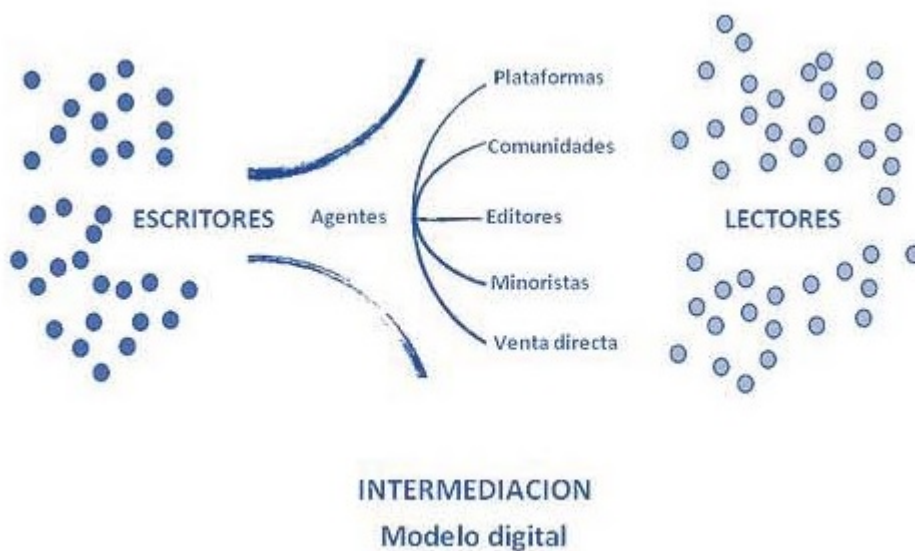 Plataformas
Comunidades
ESCRITORES
Agentes
Editores
LECTORES
Minoristas
Venta directa
INTERMEDIACION
Modelo digital